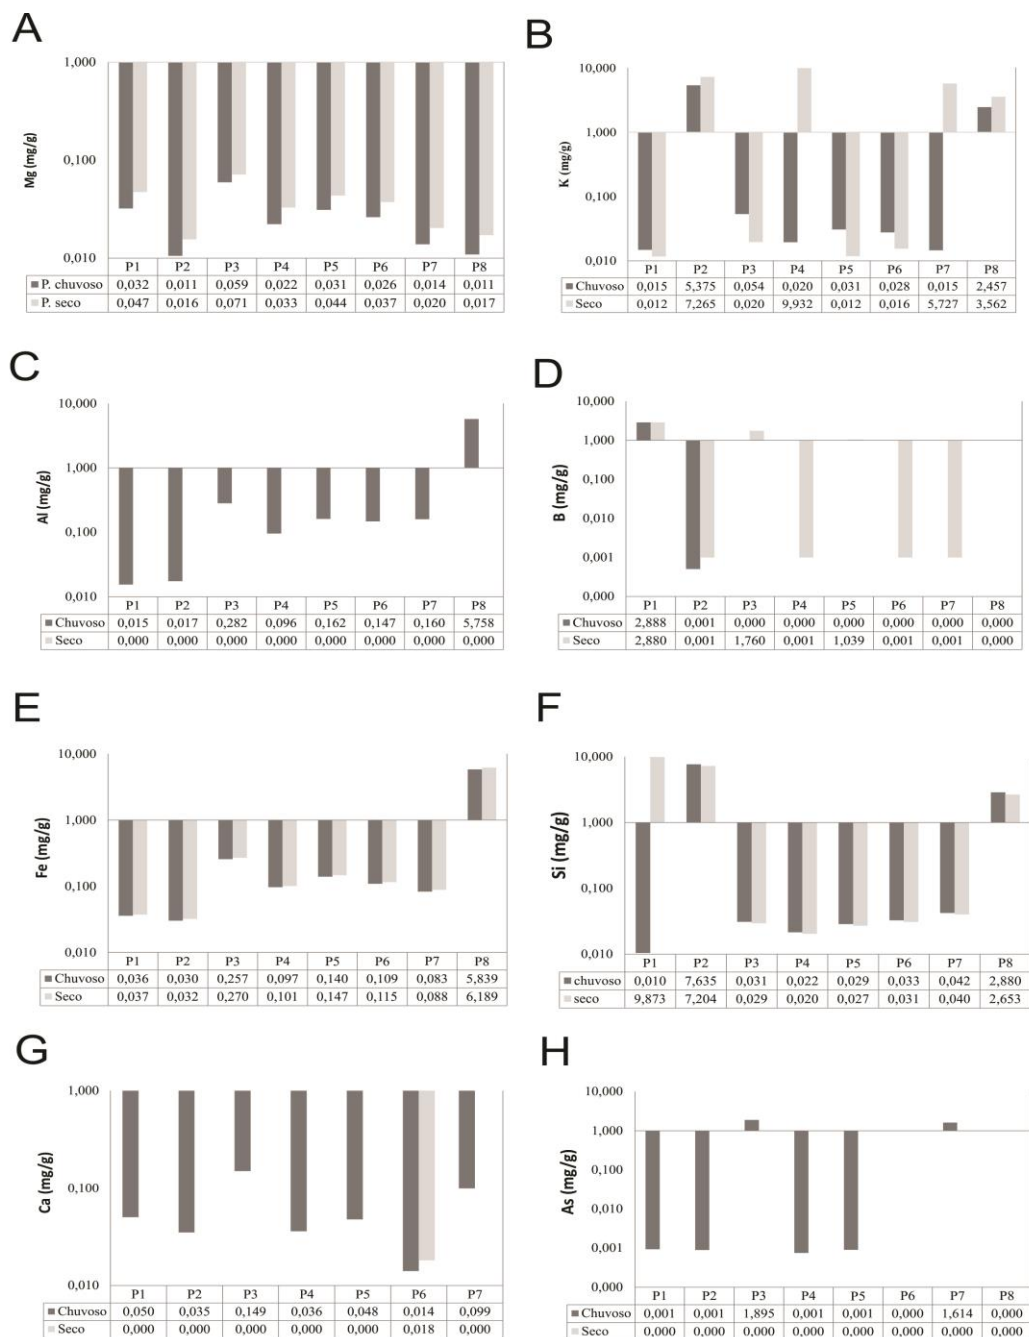 A
Mg (mg/g)
1,000
0,100
0,010
P1 P2 P3 P4 P5 P6 P7 P8
P. chuvoso 0,032 0,011 0,059 0,022 0,031 0,026 0,014 0,011
P. seco 0,047 0,016 0,071 0,033 0,044 0,037 0,020 0,017
B
K (mg/g)
10,000
1,000
0,100
0,010
P1 P2 P3 P4 P5 P6 P7 P8
Chuvoso 0,015 5,375 0,054 0,020 0,031 0,028 0,015 2,457
Seco 0,012 7,265 0,020 9,932 0,012 0,016 5,727 3,562
C
Al (mg/g)
10,000
1,000
0,100
0,010
P1 P2 P3 P4 P5 P6 P7 P8
Chuvoso 0,015 0,017 0,282 0,096 0,162 0,147 0,160 5,758
Seco 0,000 0,000 0,000 0,000 0,000 0,000 0,000 0,000
D
B (mg/g)
10,000
1,000
0,100
0,010
0,001
0,000
P1 P2 P3 P4 P5 P6 P7 P8
Chuvoso 2,888 0,001 0,000 0,000 0,000 0,000 0,000 0,000
Seco 2,880 0,001 1,760 0,001 1,039 0,001 0,001 0,000
E
Fe (mg/g)
10,000
1,000
0,100
0,010
P1 P2 P3 P4 P5 P6 P7 P8
Chuvoso 0,036 0,030 0,257 0,097 0,140 0,109 0,083 5,839
Seco 0,037 0,032 0,270 0,101 0,147 0,115 0,088 6,189
F
Si (mg/g)
10,000
1,000
0,100
0,010
P1 P2 P3 P4 P5 P6 P7 P8
chuvoso 0,010 7,635 0,031 0,022 0,029 0,033 0,042 2,880
seco 9,873 7,204 0,029 0,020 0,027 0,031 0,040 2,653
G
Ca (mg/g)
1,000
0,100
0,010
P1 P2 P3 P4 P5 P6 P7
Chuvoso 0,050 0,035 0,149 0,036 0,048 0,014 0,099
Seco 0,000 0,000 0,000 0,000 0,000 0,018 0,000
H
As (mg/g)
10,000
1,000
0,100
0,010
0,001
0,000
P1 P2 P3 P4 P5 P6 P7 P8
Chuvoso 0,001 0,001 1,895 0,001 0,001 0,000 1,614 0,000
Seco 0,000 0,000 0,000 0,000 0,000 0,000 0,000 0,000